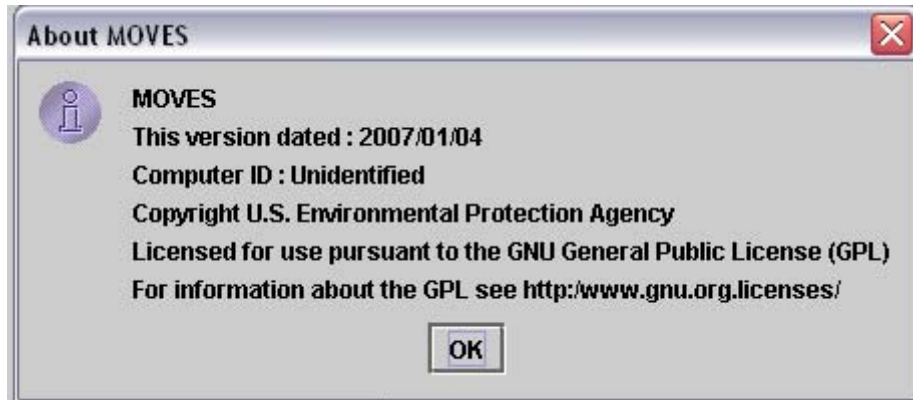 About MOVES
MOVES
This version dated : 2007/01/04
Computer ID : Unidentified
Copyright U.S. Environmental Protection Agency
Licensed for use pursuant to the GNU General Public License (GPL)
For information about the GPL see http:/www.gnu.org.licenses/
OK